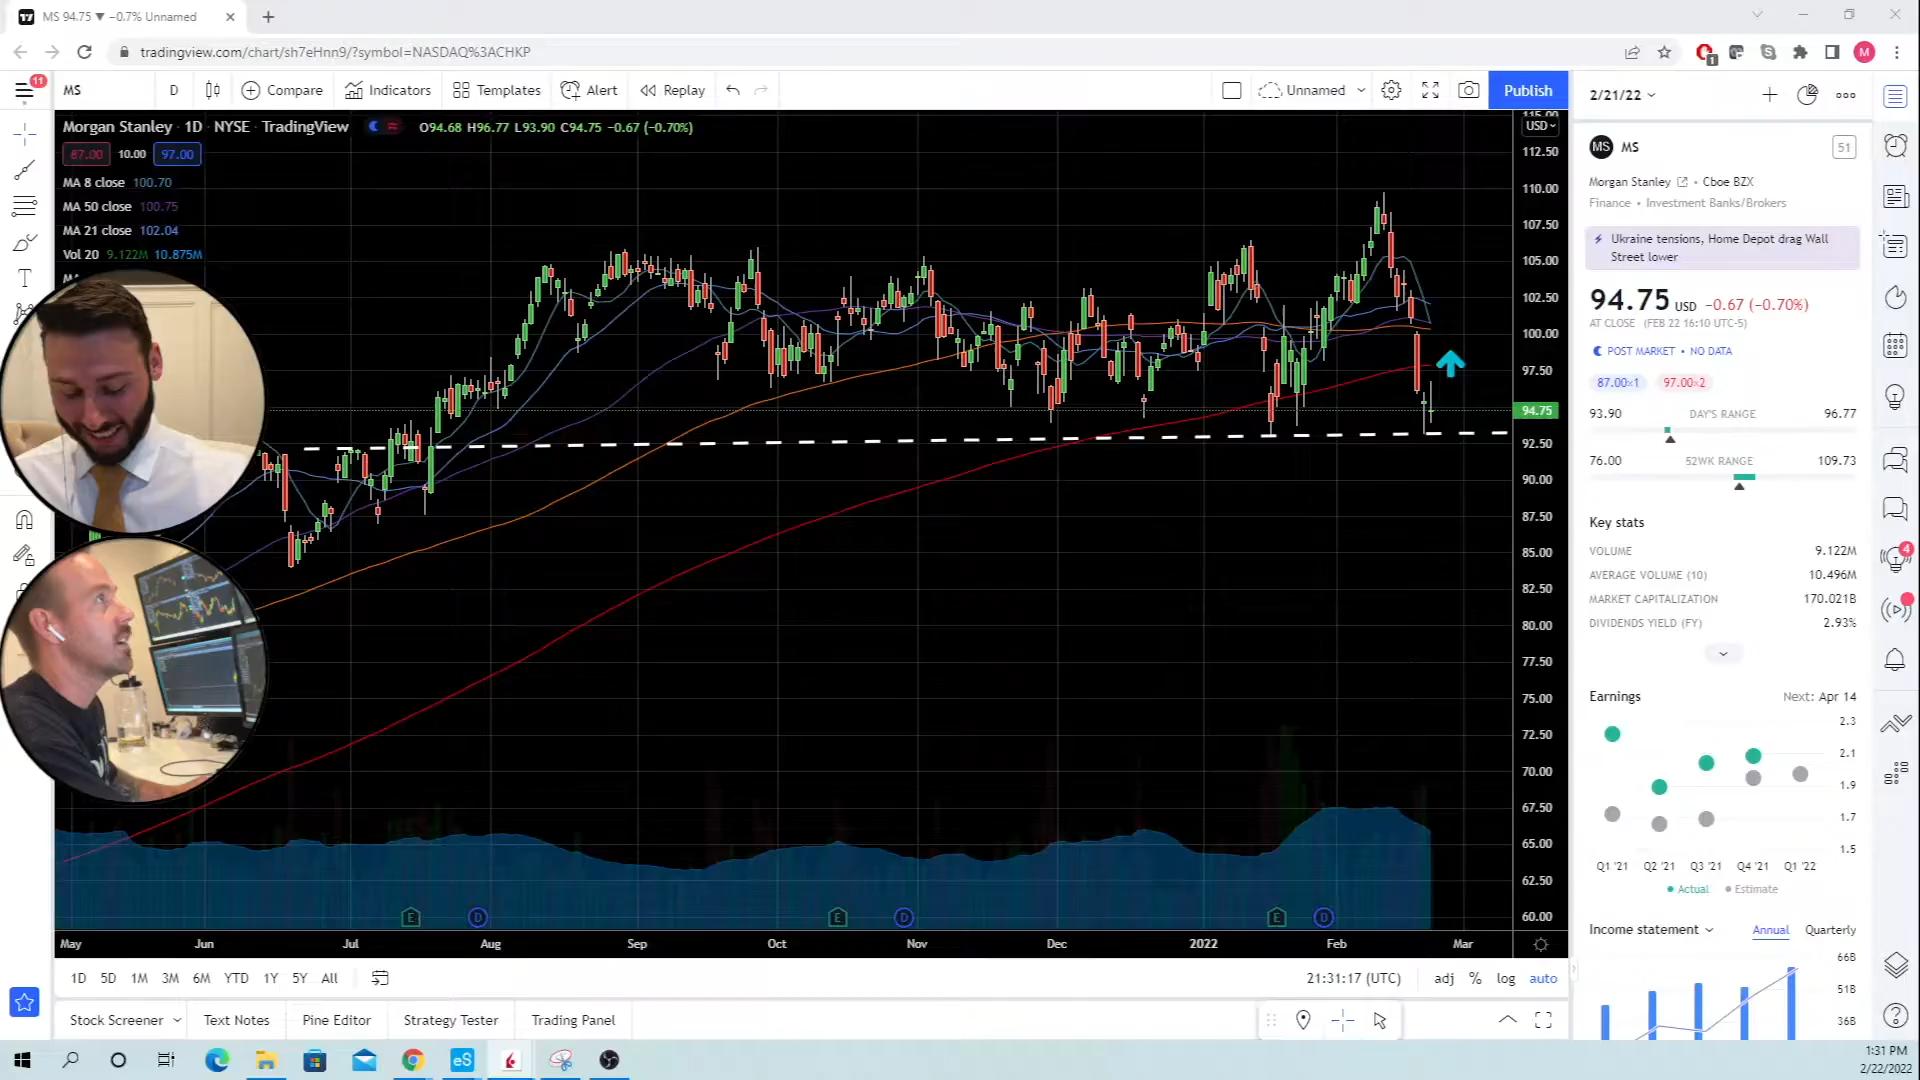 MS 94.75 ▼ −0.7% Unnamed
tradingview.com/chart/sh7eHnn9/?symbol=NASDAQ%3ACHKP
1
M
11
MS D Compare Indicators Templates Alert Replay Unnamed Publish
Morgan Stanley · 1D · NYSE · TradingView O94.68 H96.77 L93.90 C94.75 −0.67 (−0.70%)
87.00 10.00 97.00
MA 8 close 100.70
MA 50 close 100.75
MA 21 close 102.04
Vol 20 9.122M 10.875M
115.00
USD
112.50
110.00
107.50
105.00
102.50
100.00
97.50
94.75
92.50
90.00
87.50
85.00
82.50
80.00
77.50
75.00
72.50
70.00
67.50
65.00
62.50
60.00
E D E D E D
May Jun Jul Aug Sep Oct Nov Dec 2022 Feb Mar
1D 5D 1M 3M 6M YTD 1Y 5Y All 21:31:17 (UTC) adj % log auto
Stock Screener Text Notes Pine Editor Strategy Tester Trading Panel
2/21/22
MS MS 51
Morgan Stanley • Cboe BZX
Finance • Investment Banks/Brokers
Ukraine tensions, Home Depot drag Wall
Street lower
94.75 USD −0.67 (−0.70%)
AT CLOSE (FEB 22 16:10 UTC-5)
POST MARKET • NO DATA
87.00×1 97.00×2
93.90 DAY'S RANGE 96.77
76.00 52WK RANGE 109.73
Key stats
VOLUME 9.122M
AVERAGE VOLUME (10) 10.496M
MARKET CAPITALIZATION 170.021B
DIVIDENDS YIELD (FY) 2.93%
Earnings Next: Apr 14
2.3
2.1
1.9
1.7
1.5
Q1 '21 Q2 '21 Q3 '21 Q4 '21 Q1 '22
Actual Estimate
Income statement Annual Quarterly
66B
51B
36B
4
eS
1:31 PM
2/22/2022